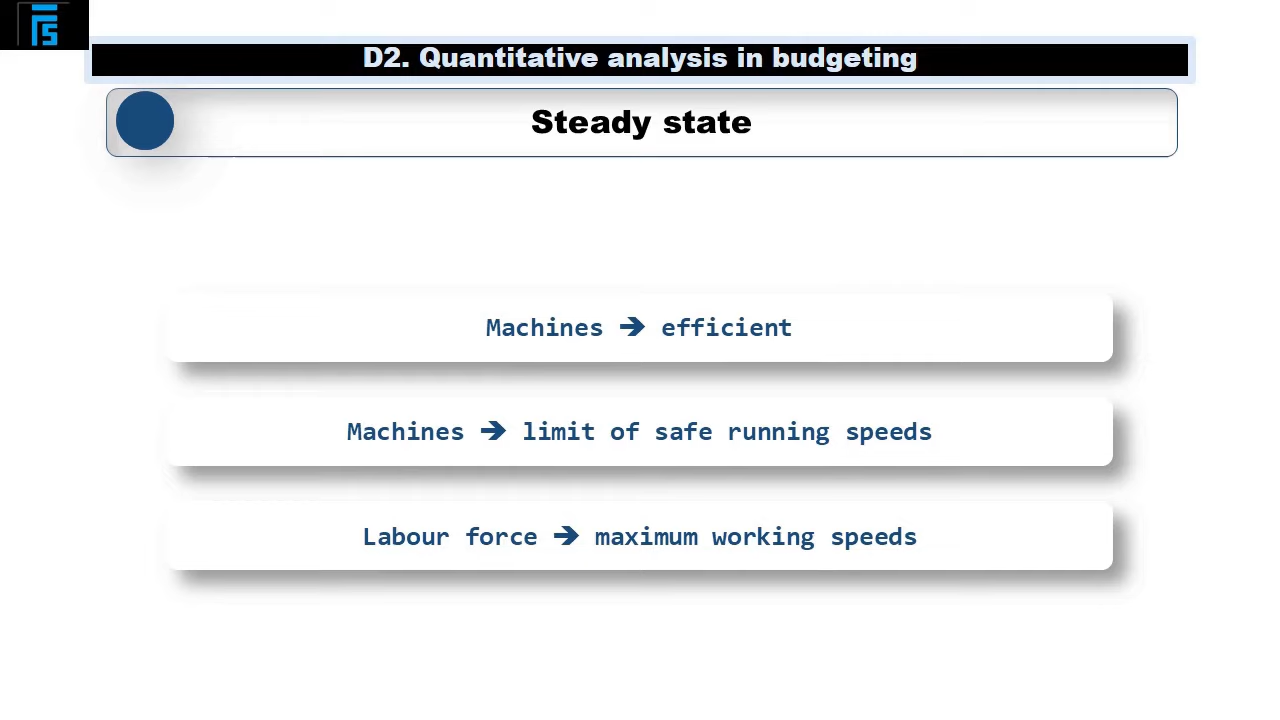 D2. Quantitative analysis in budgeting
Steady state
Machines ➔ efficient
Machines ➔ limit of safe running speeds
Labour force ➔ maximum working speeds